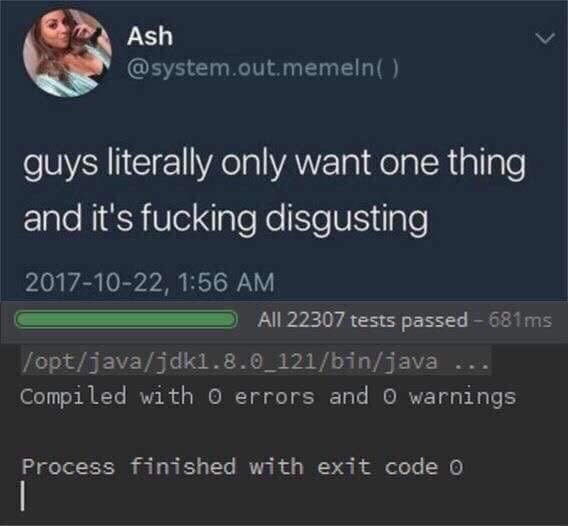 Ash
@system.out.memeln( )
guys literally only want one thing
and it's fucking disgusting
2017-10-22, 1:56 AM
All 22307 tests passed – 681ms
/opt/java/jdk1.8.0_121/bin/java ...
Compiled with 0 errors and 0 warnings
Process finished with exit code 0